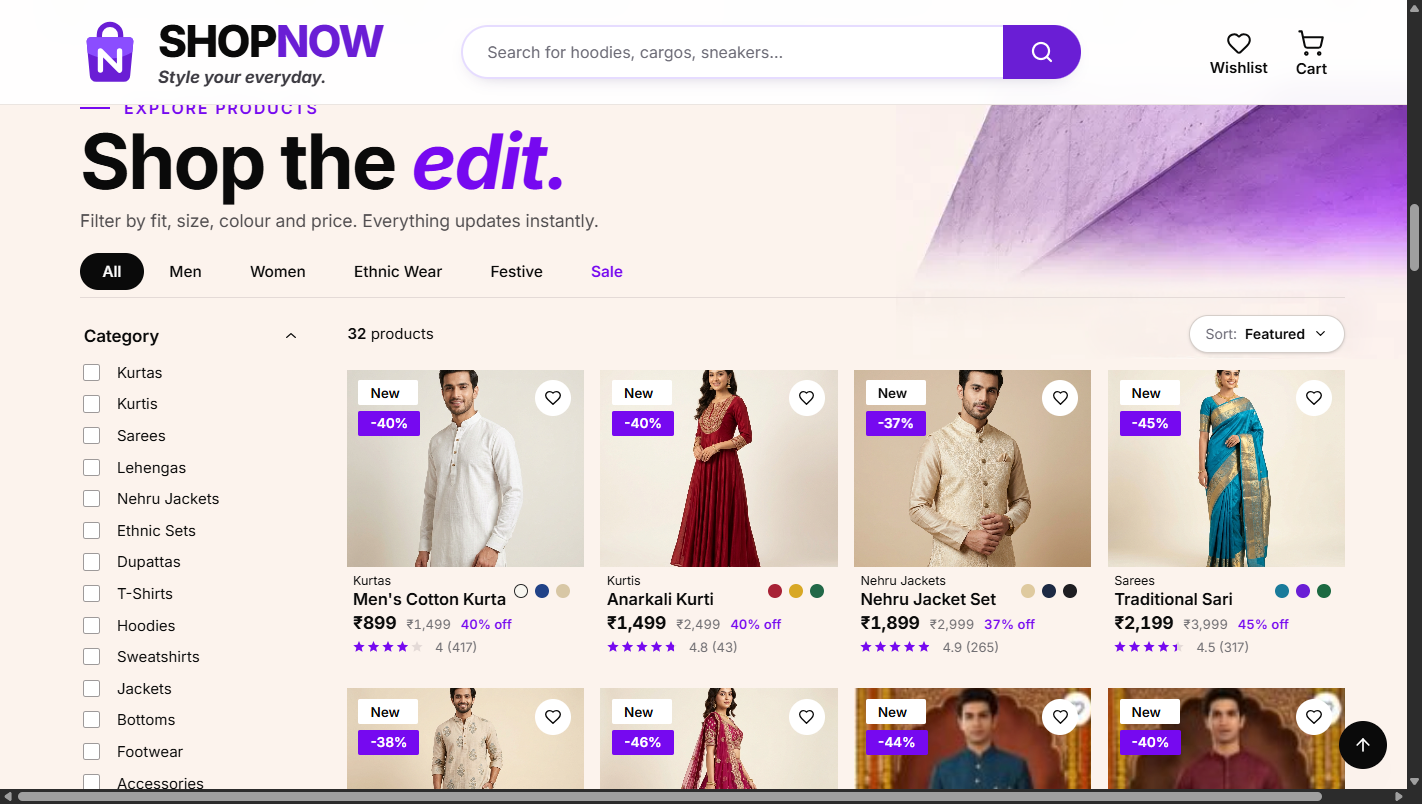 SHOPNOW
Style your everyday.
Search for hoodies, cargos, sneakers...
Wishlist
Cart
EXPLORE PRODUCTS
Shop the edit.
Filter by fit, size, colour and price. Everything updates instantly.
All Men Women Ethnic Wear Festive Sale
Category
Kurtas
Kurtis
Sarees
Lehengas
Nehru Jackets
Ethnic Sets
Dupattas
T-Shirts
Hoodies
Sweatshirts
Jackets
Bottoms
Footwear
Accessories
32 products
Sort: Featured
New
-40%
Kurtas
Men's Cotton Kurta
₹899 ₹1,499 40% off
4 (417)
New
-40%
Kurtis
Anarkali Kurti
₹1,499 ₹2,499 40% off
4.8 (43)
New
-37%
Nehru Jackets
Nehru Jacket Set
₹1,899 ₹2,999 37% off
4.9 (265)
New
-45%
Sarees
Traditional Sari
₹2,199 ₹3,999 45% off
4.5 (317)
New
-38%
New
-46%
New
-44%
New
-40%